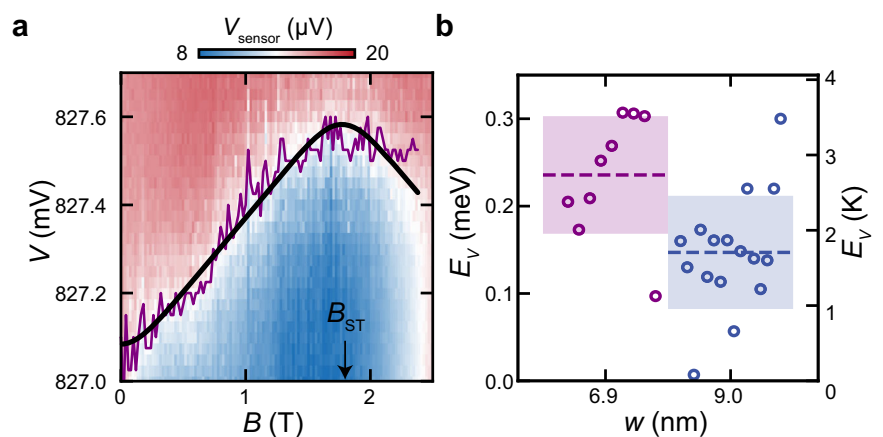 a
V_sensor (µV)
8
20
827.6
827.4
827.2
827.0
V (mV)
B_ST
0
1
2
B (T)
b
0.3
0.2
0.1
0.0
E_V (meV)
4
3
2
1
0
E_V (K)
6.9
9.0
w (nm)